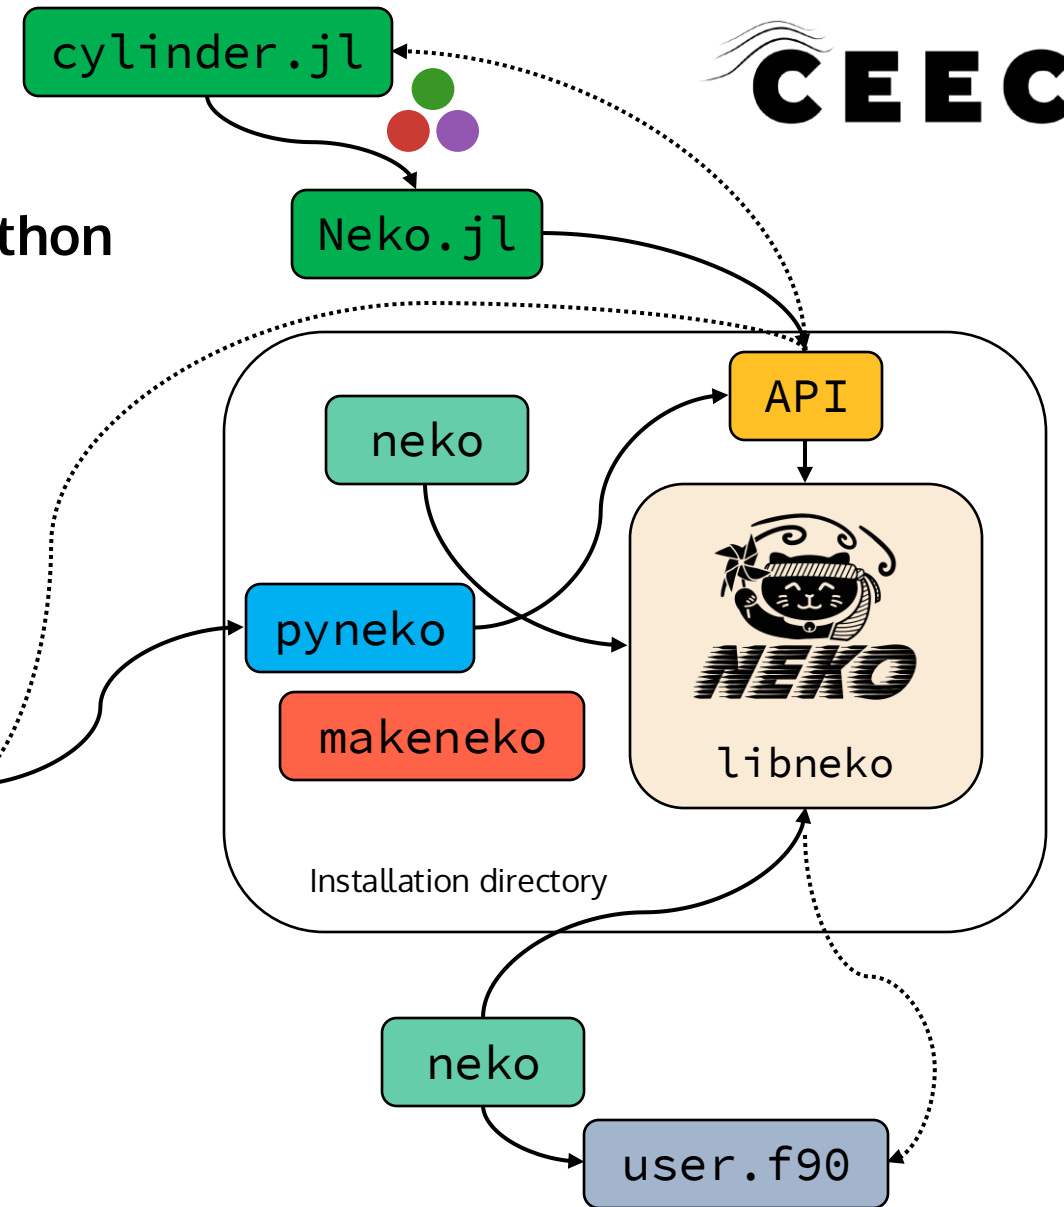 cylinder.jl
CEEC
Neko.jl
thon
API
neko
pyneko
NEKO
makeneko
libneko
Installation directory
neko
user.f90